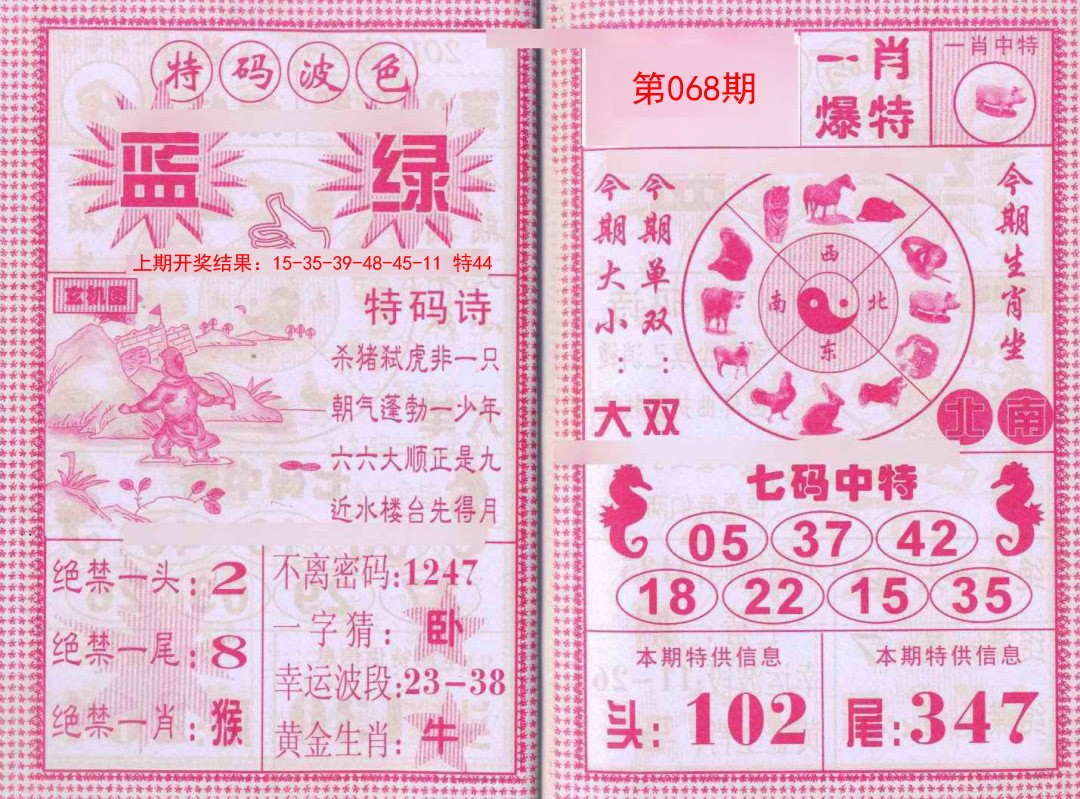 特码波色
蓝 绿
上期开奖结果：15-35-39-48-45-11 特44
玄机图
特码诗
杀猪弑虎非一只
朝气蓬勃一少年
六六大顺正是九
近水楼台先得月
绝禁一头：2
绝禁一尾：8
绝禁一肖：猴
不离密码：1247
一字猜：卧
幸运波段：23-38
黄金生肖：牛
第068期
一肖
爆特
一肖中特
今期大小：大
今期单双：双
西
南 北
东
今期生肖坐
北南
七码中特
05 37 42
18 22 15 35
本期特供信息
头：102
本期特供信息
尾：347